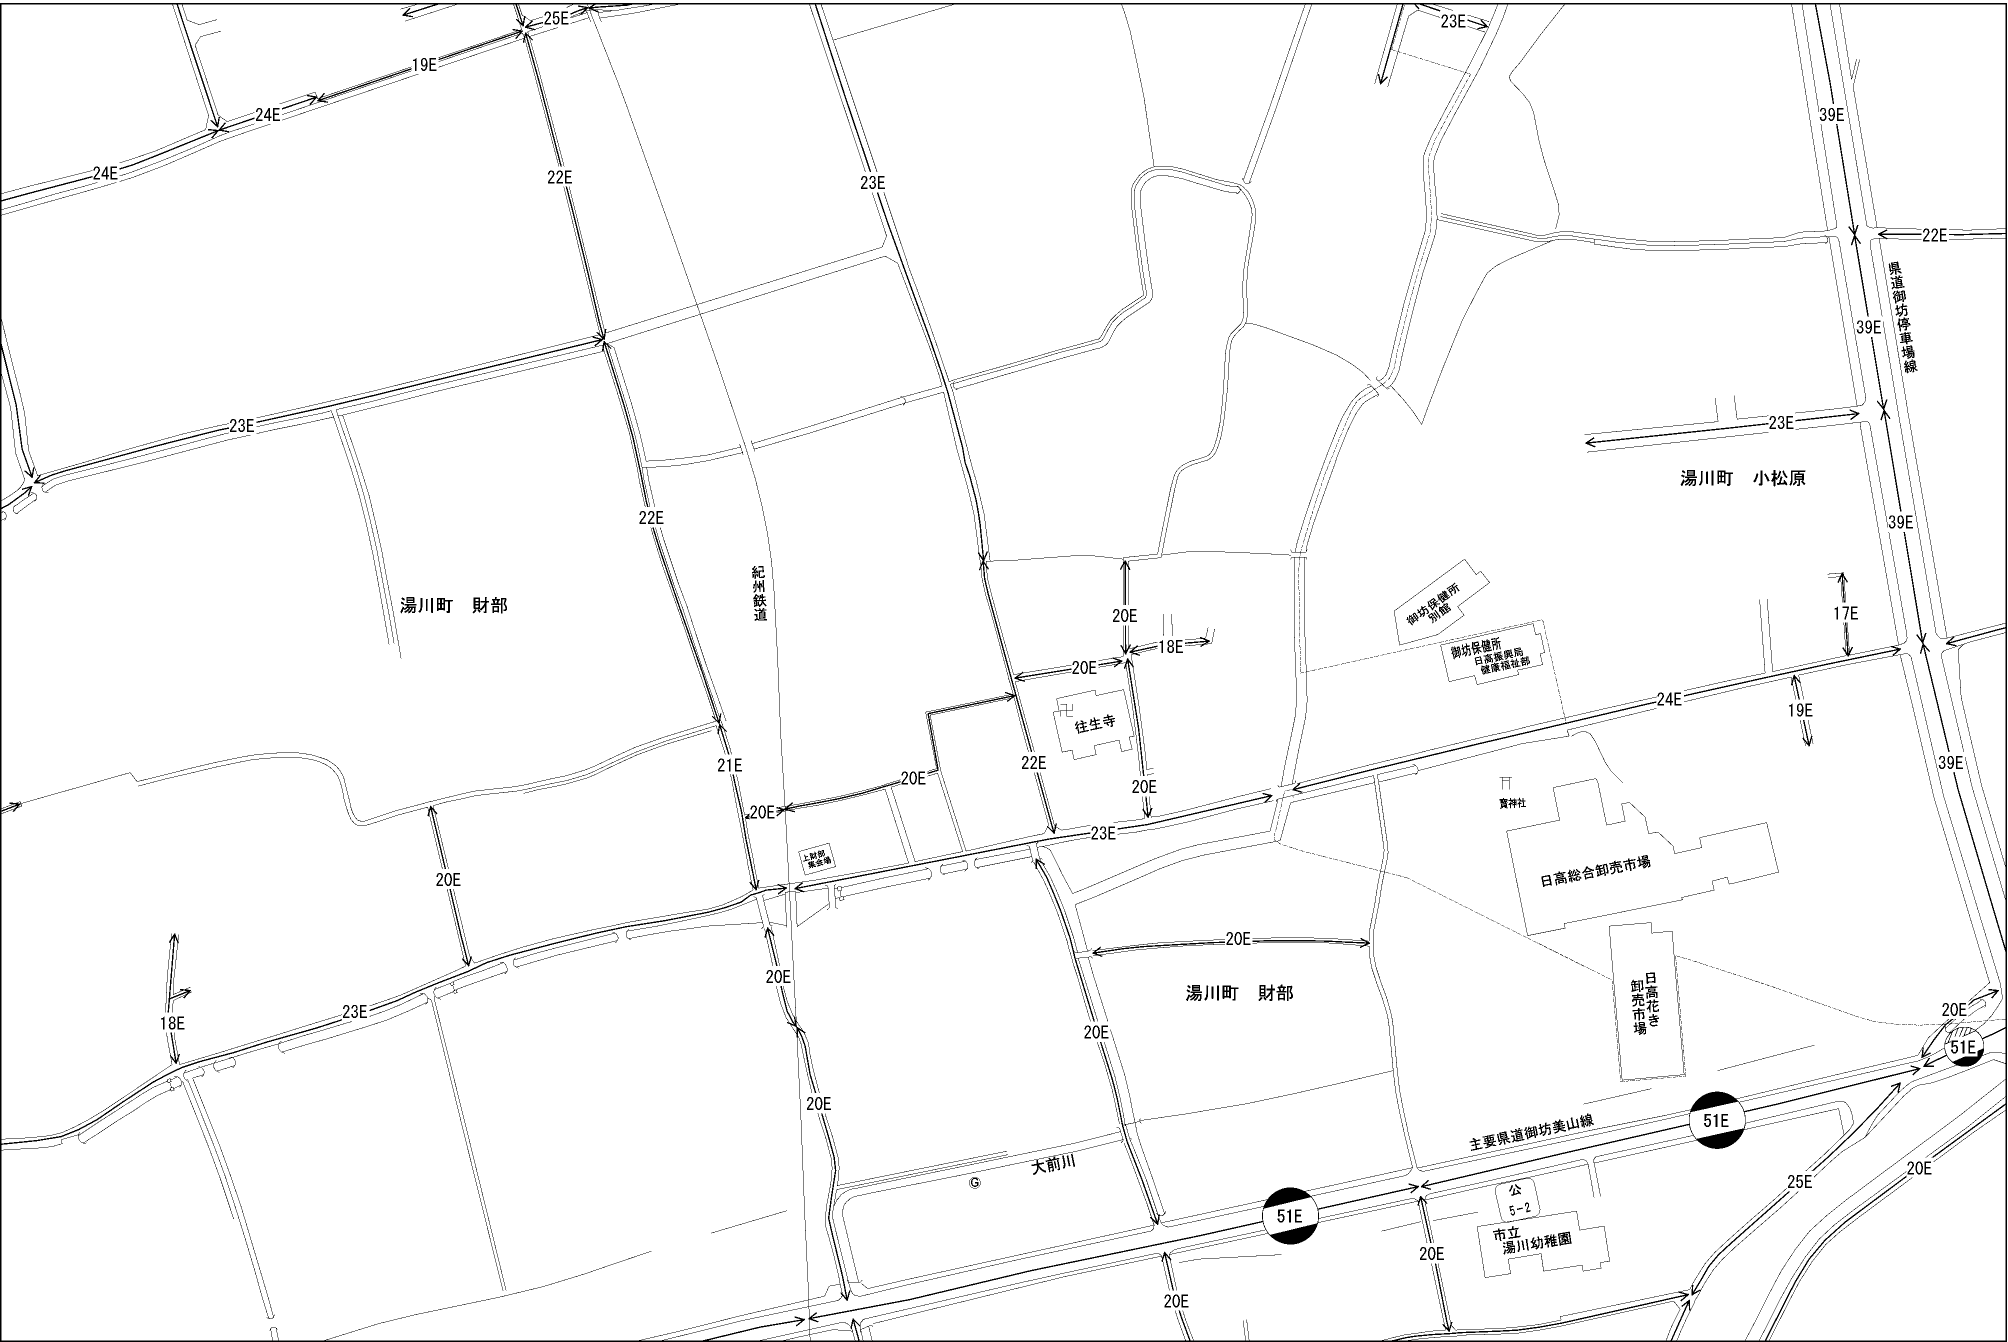 25E
23E
19E
24E
39E
24E
22E
23E
22E
県道御坊停車場線
39E
23E
23E
湯川町　小松原
22E
39E
紀州鉄道
湯川町　財部
御坊保健所
別館
17E
20E
18E
御坊保健所
日高振興局
健康福祉部
20E
24E
19E
往生寺
21E
22E
39E
20E
20E
20E
寳神社
23E
上財部
集会場
日高総合卸売市場
20E
20E
20E
湯川町　財部
日高花き
卸売市場
18E
23E
20E
20E
51E
20E
51E
主要県道御坊美山線
大前川
G
20E
25E
公
5-2
51E
市立
湯川幼稚園
20E
20E